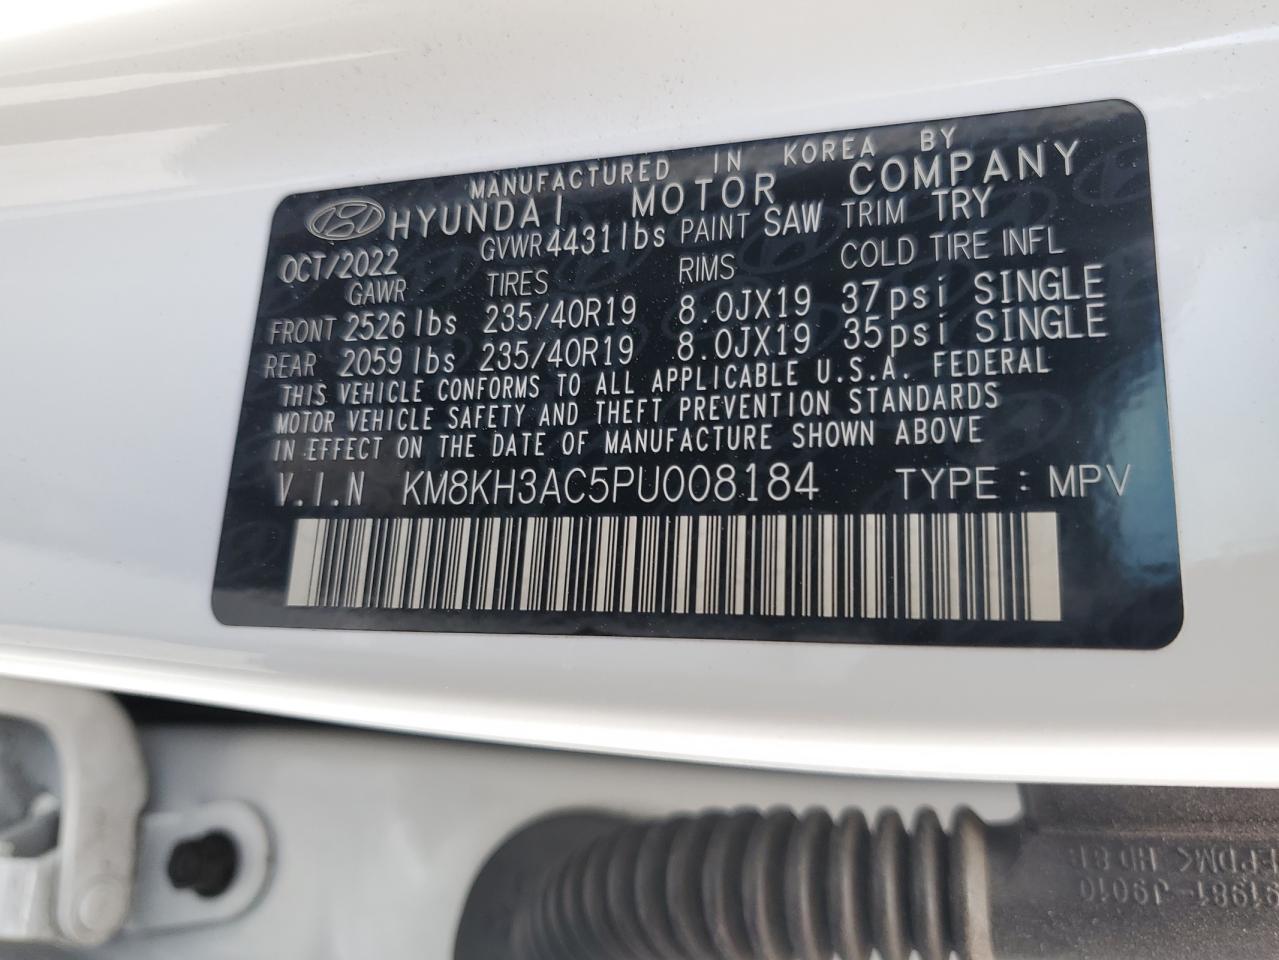 MANUFACTURED IN KOREA BY
HYUNDAI MOTOR COMPANY
OCT/2022 GVWR 4431lbs PAINT SAW TRIM TRY
GAWR TIRES RIMS COLD TIRE INFL
FRONT 2526 lbs 235/40R19 8.0JX19 37psi SINGLE
REAR 2059 lbs 235/40R19 8.0JX19 35psi SINGLE
THIS VEHICLE CONFORMS TO ALL APPLICABLE U.S.A. FEDERAL
MOTOR VEHICLE SAFETY AND THEFT PREVENTION STANDARDS
IN EFFECT ON THE DATE OF MANUFACTURE SHOWN ABOVE
V.I.N KM8KH3AC5PU008184 TYPE : MPV
91981-J9010